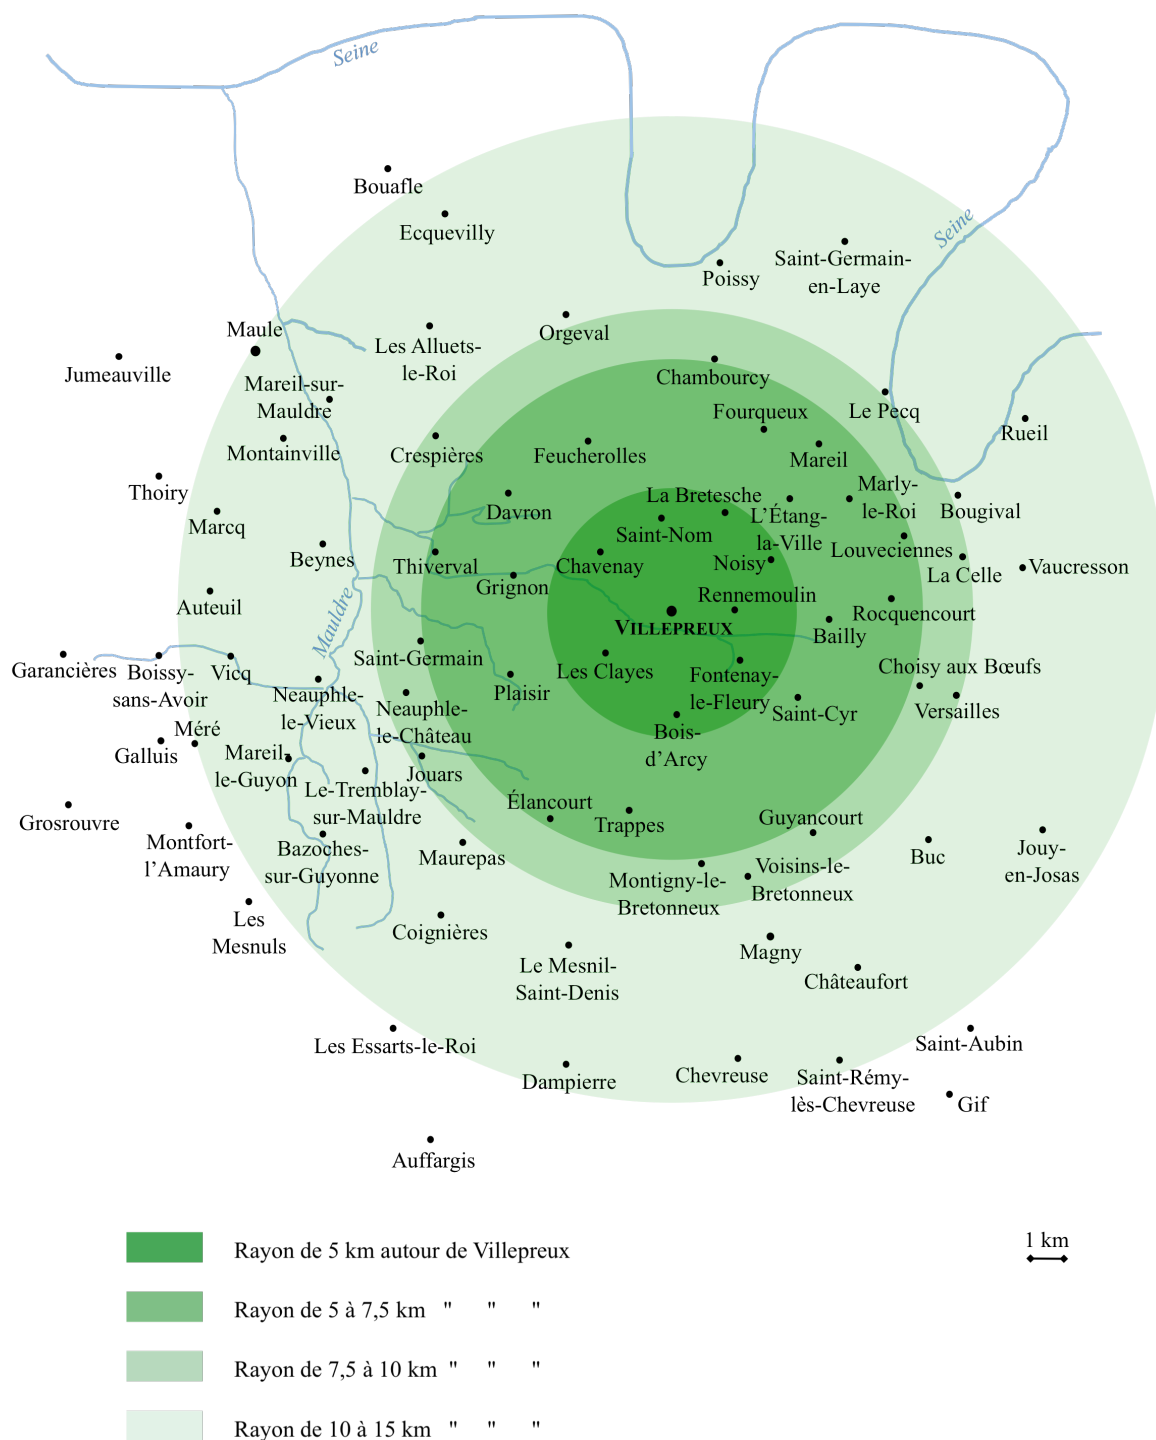 Seine
Bouafle
Ecquevilly
Seine
Saint-Germain-
en-Laye
Poissy
Maule
Orgeval
Les Alluets-
le-Roi
Jumeauville
Mareil-sur-
Mauldre
Chambourcy
Fourqueux
Le Pecq
Rueil
Montainville
Crespières
Feucherolles
Mareil
Thoiry
Marcq
Davron
La Bretesche
Marly-
le-Roi
Bougival
L’Étang-
la-Ville
Saint-Nom
Louveciennes
Beynes
Thiverval
Chavenay
Noisy
La Celle
Vaucresson
Grignon
Auteuil
Mauldre
Rennemoulin
Rocquencourt
VILLEPREUX
Bailly
Garancières
Boissy-
sans-Avoir
Vicq
Saint-Germain
Les Clayes
Fontenay-
le-Fleury
Choisy aux Bœufs
Neauphle-
le-Vieux
Plaisir
Neauphle-
le-Château
Saint-Cyr
Versailles
Méré
Galluis
Mareil-
le-Guyon
Bois-
d’Arcy
Jouars
Le-Tremblay-
sur-Mauldre
Élancourt
Grosrouvre
Trappes
Guyancourt
Montfort-
l’Amaury
Bazoches-
sur-Guyonne
Maurepas
Buc
Jouy-
en-Josas
Montigny-le-
Bretonneux
Voisins-le-
Bretonneux
Les
Mesnuls
Coignières
Magny
Le Mesnil-
Saint-Denis
Châteaufort
Les Essarts-le-Roi
Saint-Aubin
Dampierre
Chevreuse
Saint-Rémy-
lès-Chevreuse
Gif
Auffargis
1 km
Rayon de 5 km autour de Villepreux
Rayon de 5 à 7,5 km " " "
Rayon de 7,5 à 10 km " " "
Rayon de 10 à 15 km " " "